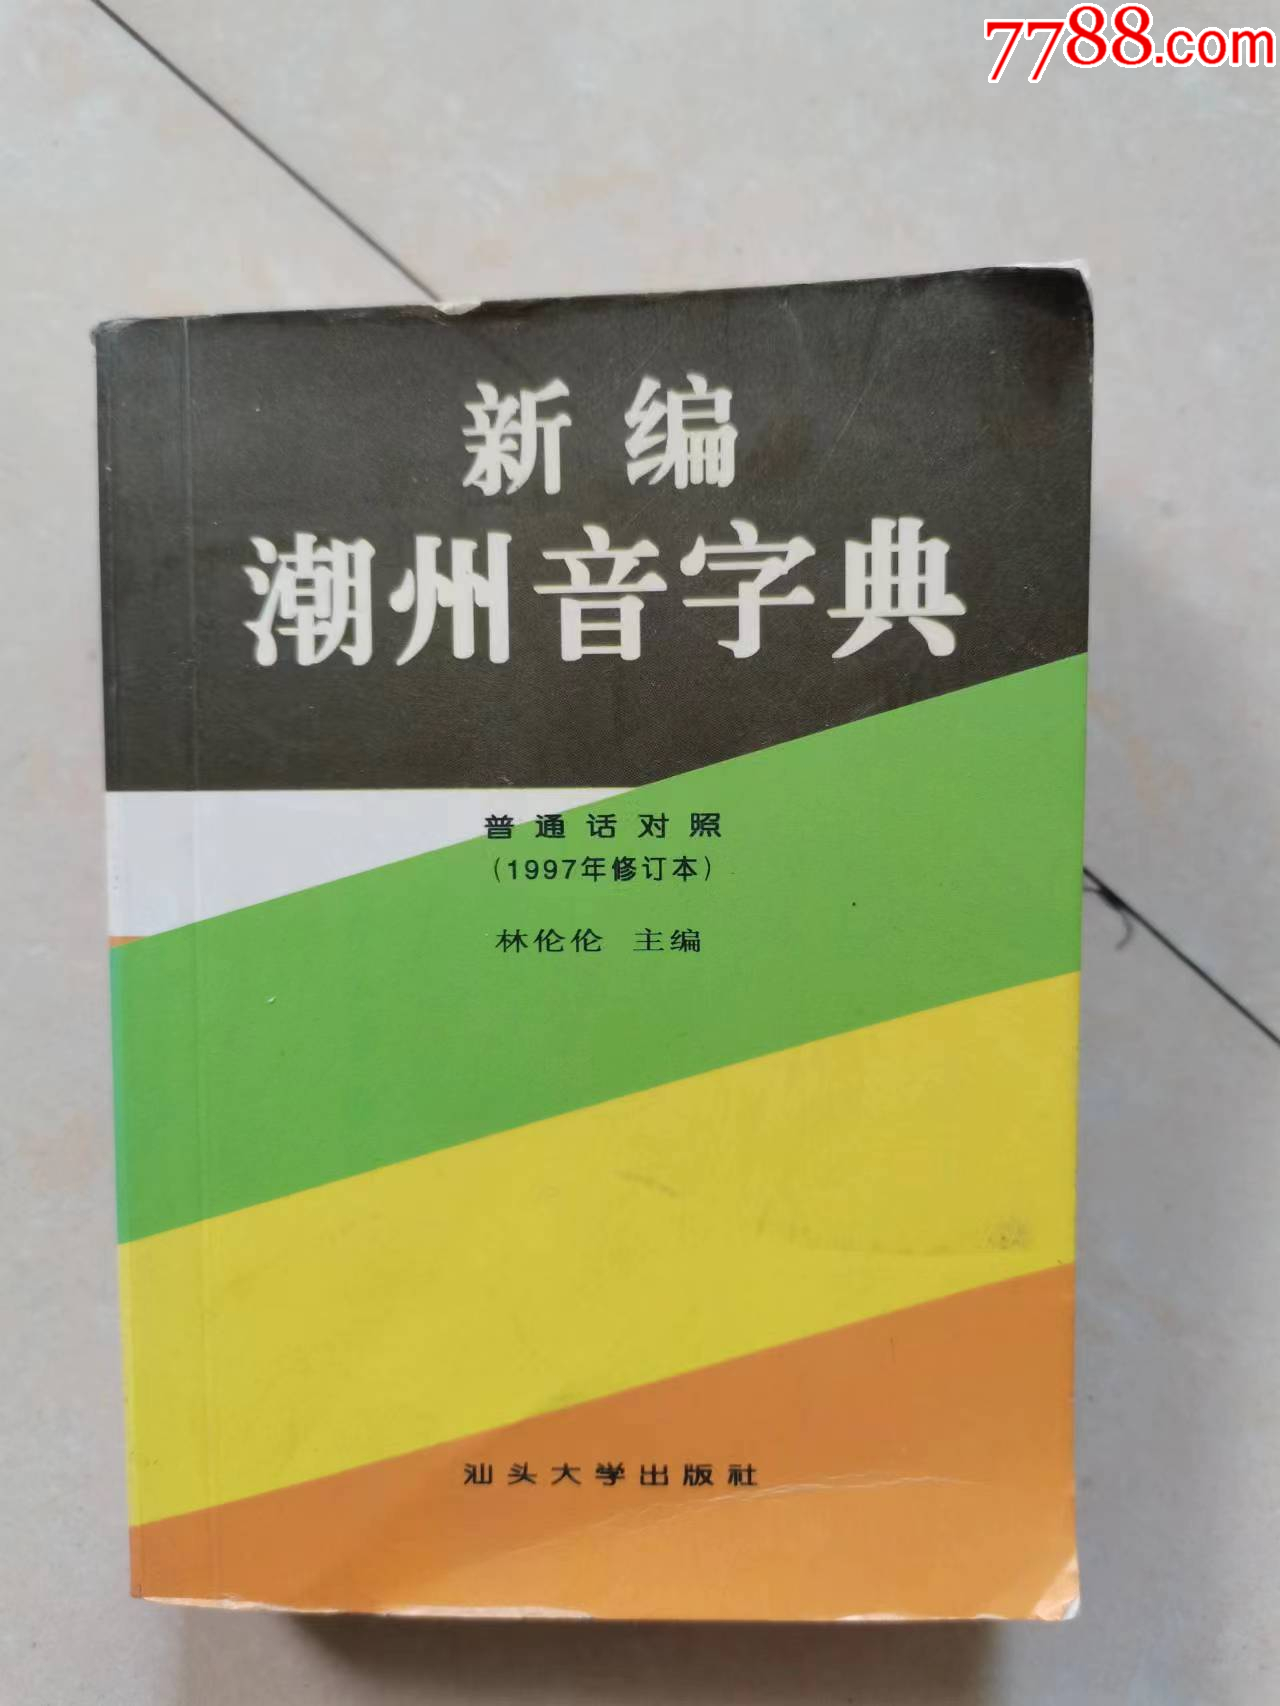 7788.com
新编
潮州音字典
普通话对照
(1997年修订本)
林伦伦 主编
汕头大学出版社